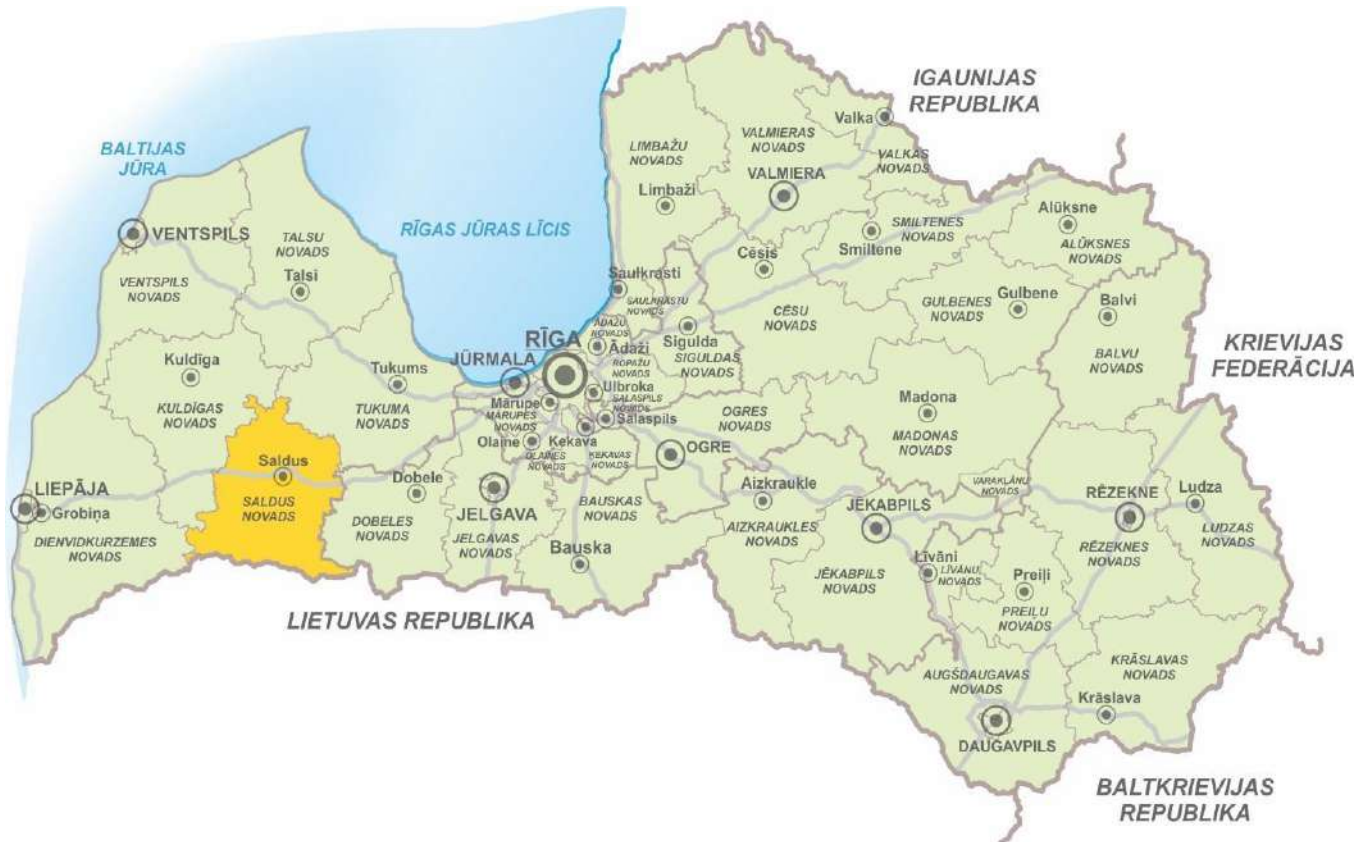 IGAUNIJAS
REPUBLIKA
Valka
BALTIJAS
JŪRA
LIMBAŽU
NOVADS
VALMIERAS
NOVADS
VALKAS
NOVADS
Limbaži
VALMIERA
VENTSPILS
RĪGAS JŪRAS LĪCIS
TALSU
NOVADS
Talsi
VENTSPILS
NOVADS
SMILTENES
NOVADS
Smiltene
Alūksne
ALŪKSNES
NOVADS
Cēsis
Saulkrasti
SAULKRASTU
NOVADS
CĒSU
NOVADS
GULBENES
NOVADS
Gulbene
Balvi
BALVU
NOVADS
KRIEVIJAS
FEDERĀCIJA
ĀDAŽU
NOVADS
Ādaži
Sigulda
SIGULDAS
NOVADS
RĪGA
JŪRMALA
ROPAŽU
NOVADS
Ulbroka
SALASPILS
NOVADS
Salaspils
Kuldīga
KULDĪGAS
NOVADS
Tukums
TUKUMA
NOVADS
Mārupe
MĀRUPES
NOVADS
Olaine
OLAINES
NOVADS
Ķekava
ĶEKAVAS
NOVADS
OGRES
NOVADS
OGRE
Madona
MADONAS
NOVADS
Saldus
SALDUS
NOVADS
Dobele
DOBELES
NOVADS
JELGAVA
JELGAVAS
NOVADS
BAUSKAS
NOVADS
Bauska
Aizkraukle
AIZKRAUKLES
NOVADS
JĒKABPILS
JĒKABPILS
NOVADS
VARAKĻĀNU
NOVADS
RĒZEKNE
RĒZEKNES
NOVADS
Ludza
LUDZAS
NOVADS
LIEPĀJA
Grobiņa
DIENVIDKURZEMES
NOVADS
LIETUVAS REPUBLIKA
Līvāni
LĪVĀNU
NOVADS
Preiļi
PREIĻU
NOVADS
AUGŠDAUGAVAS
NOVADS
DAUGAVPILS
KRĀSLAVAS
NOVADS
Krāslava
BALTKRIEVIJAS
REPUBLIKA